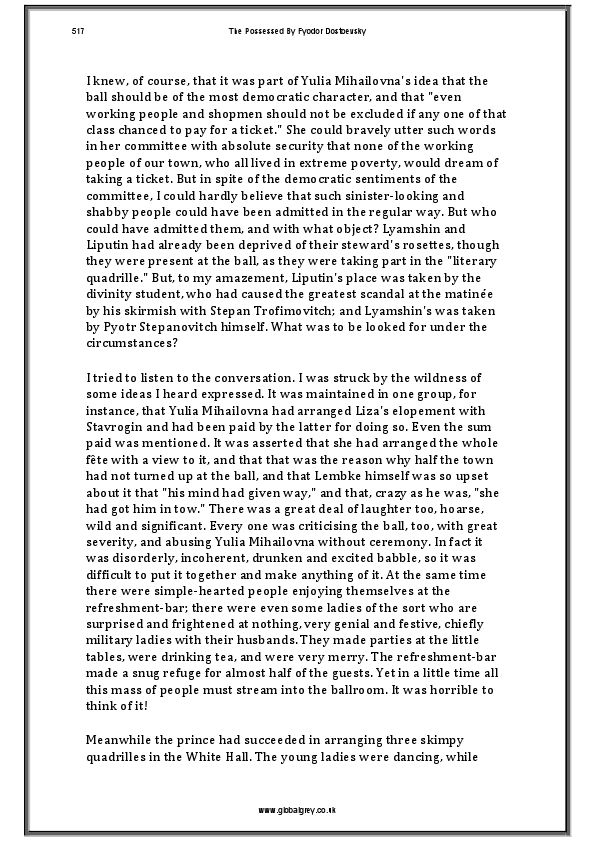 517
The Possessed By Fyodor Dostoevsky
I knew, of course, that it was part of Yulia Mihailovna's idea that the
ball should be of the most democratic character, and that "even
working people and shopmen should not be excluded if any one of that
class chanced to pay for a ticket." She could bravely utter such words
in her committee with absolute security that none of the working
people of our town, who all lived in extreme poverty, would dream of
taking a ticket. But in spite of the democratic sentiments of the
committee, I could hardly believe that such sinister-looking and
shabby people could have been admitted in the regular way. But who
could have admitted them, and with what object? Lyamshin and
Liputin had already been deprived of their steward's rosettes, though
they were present at the ball, as they were taking part in the "literary
quadrille." But, to my amazement, Liputin's place was taken by the
divinity student, who had caused the greatest scandal at the matinée
by his skirmish with Stepan Trofimovitch; and Lyamshin's was taken
by Pyotr Stepanovitch himself. What was to be looked for under the
circumstances?
I tried to listen to the conversation. I was struck by the wildness of
some ideas I heard expressed. It was maintained in one group, for
instance, that Yulia Mihailovna had arranged Liza's elopement with
Stavrogin and had been paid by the latter for doing so. Even the sum
paid was mentioned. It was asserted that she had arranged the whole
fête with a view to it, and that that was the reason why half the town
had not turned up at the ball, and that Lembke himself was so upset
about it that "his mind had given way," and that, crazy as he was, "she
had got him in tow." There was a great deal of laughter too, hoarse,
wild and significant. Every one was criticising the ball, too, with great
severity, and abusing Yulia Mihailovna without ceremony. In fact it
was disorderly, incoherent, drunken and excited babble, so it was
difficult to put it together and make anything of it. At the same time
there were simple-hearted people enjoying themselves at the
refreshment-bar; there were even some ladies of the sort who are
surprised and frightened at nothing, very genial and festive, chiefly
military ladies with their husbands. They made parties at the little
tables, were drinking tea, and were very merry. The refreshment-bar
made a snug refuge for almost half of the guests. Yet in a little time all
this mass of people must stream into the ballroom. It was horrible to
think of it!
Meanwhile the prince had succeeded in arranging three skimpy
quadrilles in the White Hall. The young ladies were dancing, while
www.globalgrey.co.uk